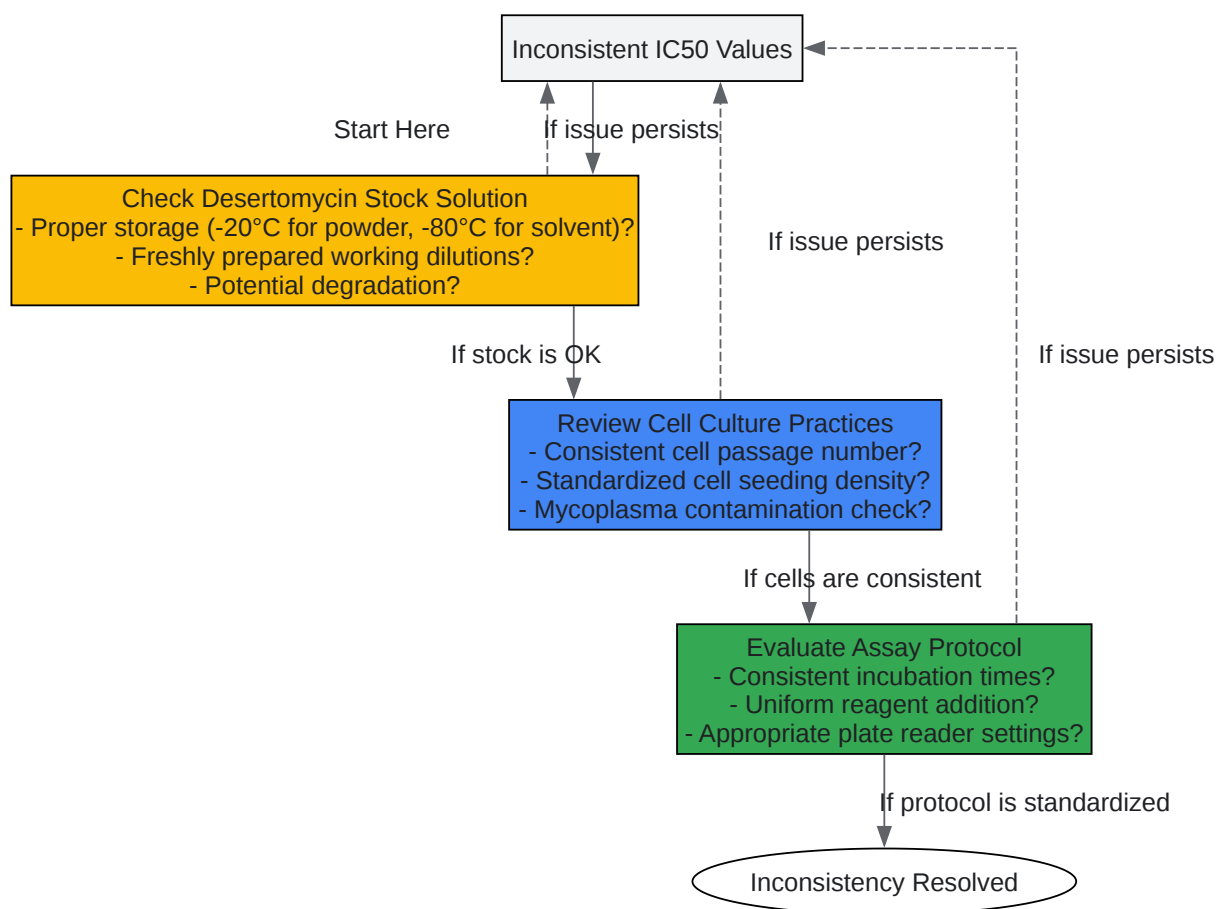 Inconsistent IC50 Values
Start Here
If issue persists
Check Desertomycin Stock Solution
- Proper storage (-20°C for powder, -80°C for solvent)?
- Freshly prepared working dilutions?
- Potential degradation?
If issue persists
If stock is OK
If issue persists
Review Cell Culture Practices
- Consistent cell passage number?
- Standardized cell seeding density?
- Mycoplasma contamination check?
If cells are consistent
Evaluate Assay Protocol
- Consistent incubation times?
- Uniform reagent addition?
- Appropriate plate reader settings?
If protocol is standardized
Inconsistency Resolved